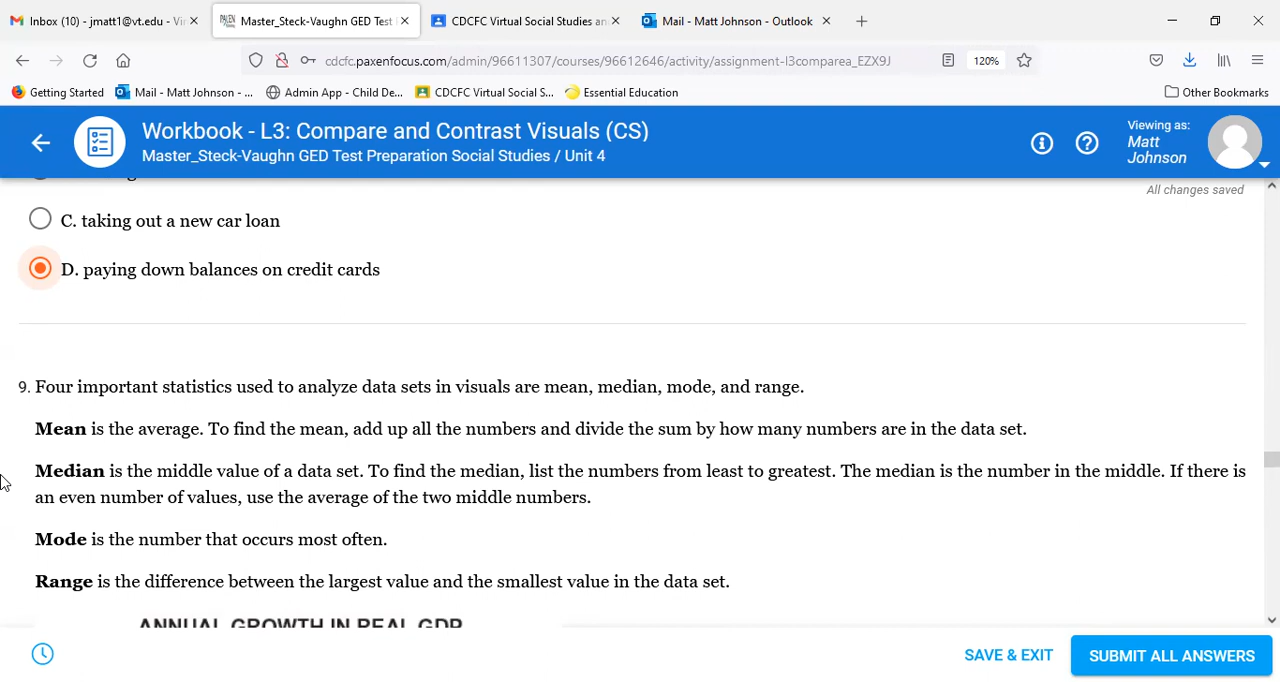 Inbox (10) - jmatt1@vt.edu - Vir
Master_Steck-Vaughn GED Test
CDCFC Virtual Social Studies an
Mail - Matt Johnson - Outlook
cdcfc.paxenfocus.com/admin/96611307/courses/96612646/activity/assignment-l3comparea_EZX9J
120%
Getting Started
Mail - Matt Johnson - ...
Admin App - Child De...
CDCFC Virtual Social S...
Essential Education
Other Bookmarks
Workbook - L3: Compare and Contrast Visuals (CS)
Master_Steck-Vaughn GED Test Preparation Social Studies / Unit 4
Viewing as:
Matt
Johnson
All changes saved
C. taking out a new car loan
D. paying down balances on credit cards
9. Four important statistics used to analyze data sets in visuals are mean, median, mode, and range.
Mean is the average. To find the mean, add up all the numbers and divide the sum by how many numbers are in the data set.
Median is the middle value of a data set. To find the median, list the numbers from least to greatest. The median is the number in the middle. If there is
an even number of values, use the average of the two middle numbers.
Mode is the number that occurs most often.
Range is the difference between the largest value and the smallest value in the data set.
ANNUAL GROWTH IN REAL GDP
SAVE & EXIT
SUBMIT ALL ANSWERS